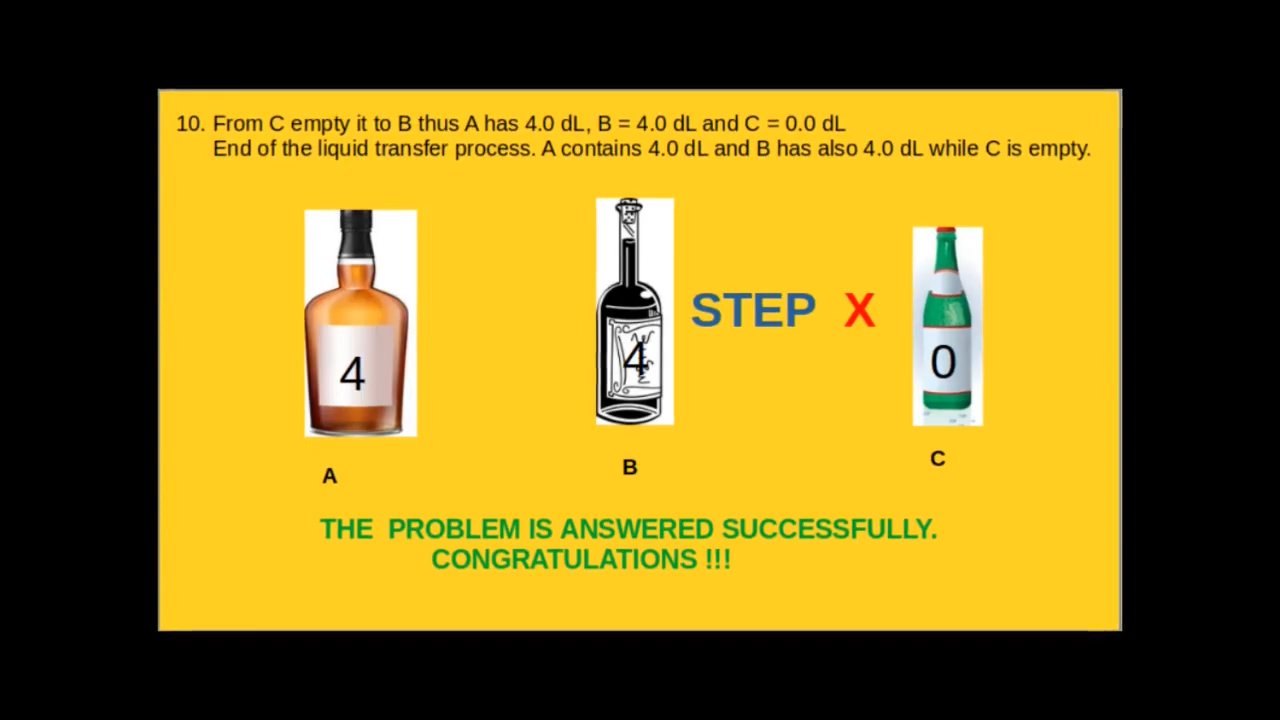 10. From C empty it to B thus A has 4.0 dL, B = 4.0 dL and C = 0.0 dL
End of the liquid transfer process. A contains 4.0 dL and B has also 4.0 dL while C is empty.
STEP X
4
4
0
A
B
C
THE PROBLEM IS ANSWERED SUCCESSFULLY.
CONGRATULATIONS !!!